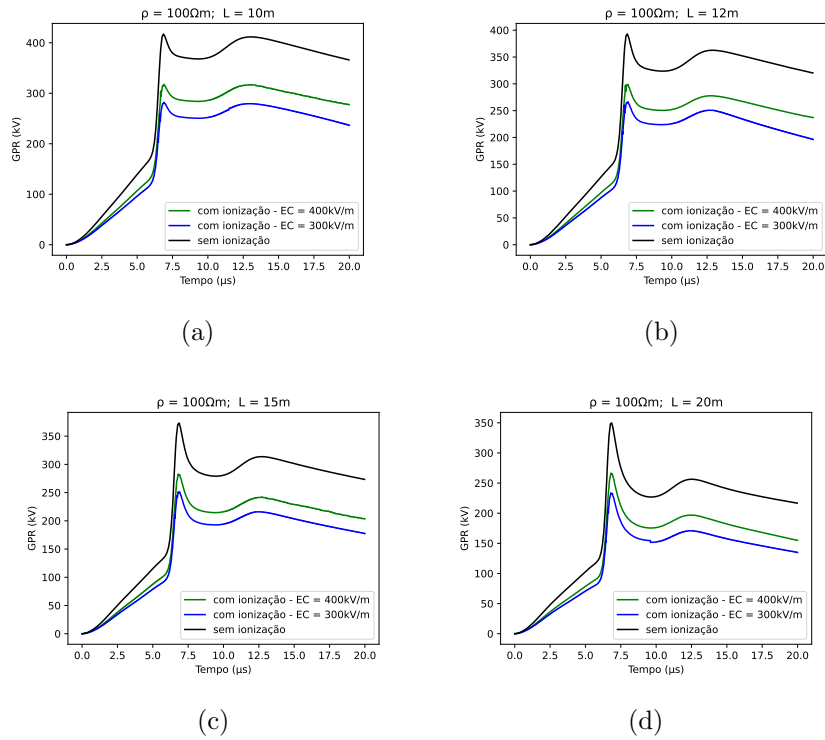 ρ = 100Ωm;  L = 10m
GPR (kV)
400
300
200
100
0
com ionização - EC = 400kV/m
com ionização - EC = 300kV/m
sem ionização
0.0 2.5 5.0 7.5 10.0 12.5 15.0 17.5 20.0
Tempo (μs)
(a)
ρ = 100Ωm;  L = 12m
GPR (kV)
400
350
300
250
200
150
100
50
0
com ionização - EC = 400kV/m
com ionização - EC = 300kV/m
sem ionização
0.0 2.5 5.0 7.5 10.0 12.5 15.0 17.5 20.0
Tempo (μs)
(b)
ρ = 100Ωm;  L = 15m
GPR (kV)
350
300
250
200
150
100
50
0
com ionização - EC = 400kV/m
com ionização - EC = 300kV/m
sem ionização
0.0 2.5 5.0 7.5 10.0 12.5 15.0 17.5 20.0
Tempo (μs)
(c)
ρ = 100Ωm;  L = 20m
GPR (kV)
350
300
250
200
150
100
50
0
com ionização - EC = 400kV/m
com ionização - EC = 300kV/m
sem ionização
0.0 2.5 5.0 7.5 10.0 12.5 15.0 17.5 20.0
Tempo (μs)
(d)